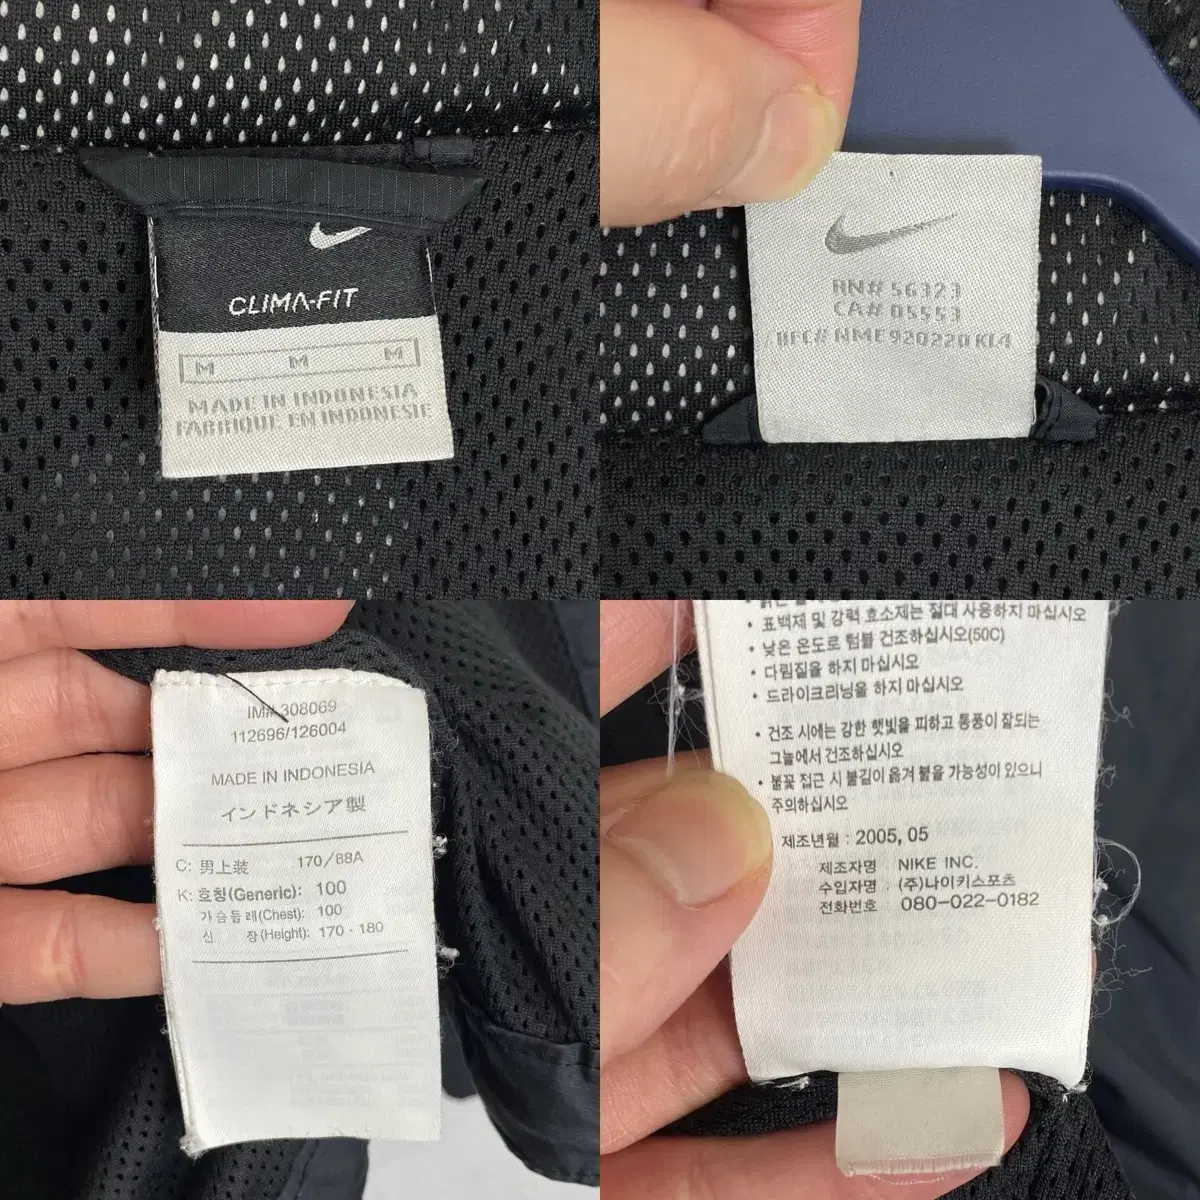 CLIMA-FIT
M M M
MADE IN INDONESIA
FABRIQUE EN INDONESIE
RN# 56323
CA# 05553
UFC# NME920220 KL4
IM# 308069
112696/126004
MADE IN INDONESIA
インドネシア製
C: 男上装 170/88A
K: 호칭(Generic): 100
가슴둘레(Chest): 100
신 장(Height): 170 - 180
• 표백제 및 강력 효소제는 절대 사용하지 마십시오
• 낮은 온도로 텀블 건조하십시오(50C)
• 다림질을 하지 마십시오
• 드라이크리닝을 하지 마십시오
• 건조 시에는 강한 햇빛을 피하고 통풍이 잘되는
그늘에서 건조하십시오
• 불꽃 접근 시 불길이 옮겨 붙을 가능성이 있으니
주의하십시오
제조년월 : 2005, 05
제조자명 : NIKE INC.
수입자명 : (주)나이키스포츠
전화번호 : 080-022-0182